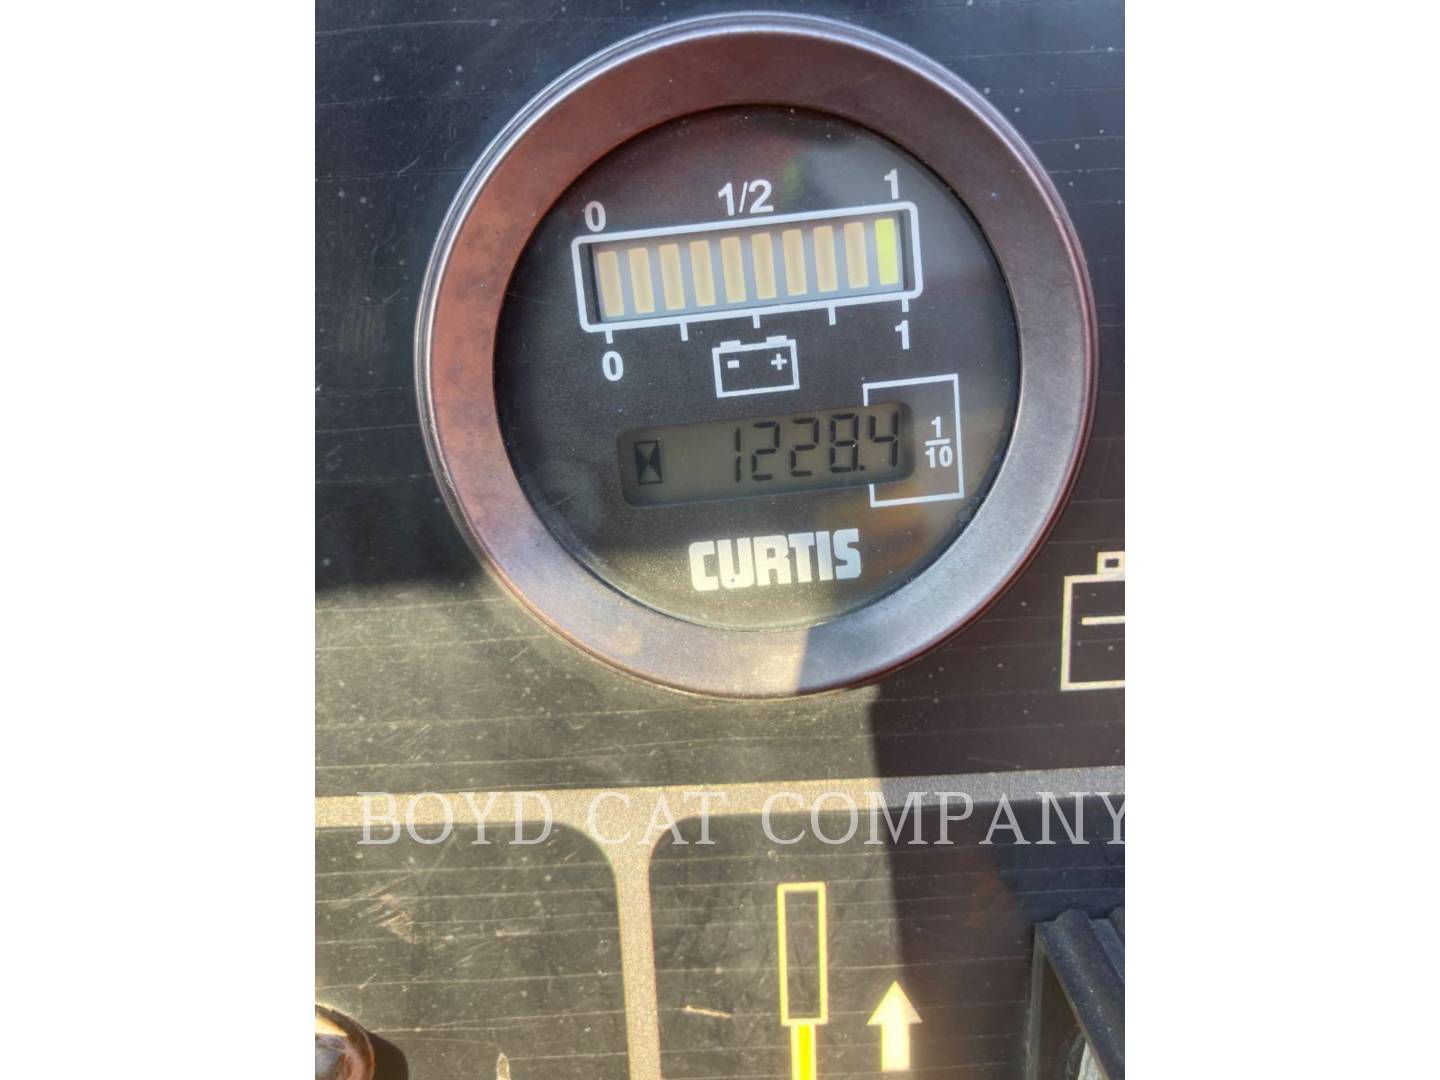 0 1/2 1
0 1
- +
1228.4
1
10
CURTIS
BOYD CAT COMPANY